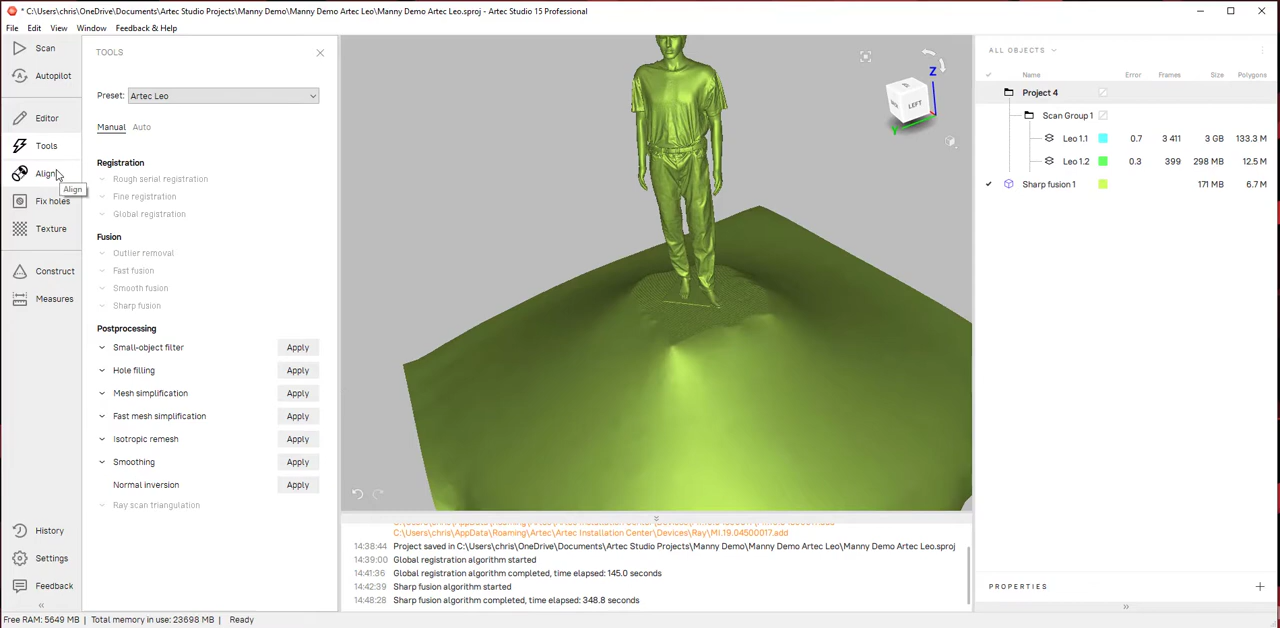 * C:\Users\chris\OneDrive\Documents\Artec Studio Projects\Manny Demo\Manny Demo Artec Leo\Manny Demo Artec Leo.sproj - Artec Studio 15 Professional
File Edit View Window Feedback & Help
Scan
Autopilot
Editor
Tools
Align
Align
Fix holes
Texture
Construct
Measures
History
Settings
Feedback
TOOLS
Preset: Artec Leo
Manual Auto
Registration
Rough serial registration
Fine registration
Global registration
Fusion
Outlier removal
Fast fusion
Smooth fusion
Sharp fusion
Postprocessing
Small-object filter Apply
Hole filling Apply
Mesh simplification Apply
Fast mesh simplification Apply
Isotropic remesh Apply
Smoothing Apply
Normal inversion Apply
Ray scan triangulation
Z
LEFT
C:\Users\chris\AppData\Roaming\Artec\Artec Installation Center\Devices\Ray\MI.19.04500017.add
14:38:44 Project saved in C:\Users\chris\OneDrive\Documents\Artec Studio Projects\Manny Demo\Manny Demo Artec Leo\Manny Demo Artec Leo.sproj
14:39:00 Global registration algorithm started
14:41:36 Global registration algorithm completed, time elapsed: 145.0 seconds
14:42:39 Sharp fusion algorithm started
14:48:28 Sharp fusion algorithm completed, time elapsed: 348.8 seconds
ALL OBJECTS
Name Error Frames Size Polygons
Project 4
Scan Group 1
Leo 1.1 0.7 3 411 3 GB 133.3 M
Leo 1.2 0.3 399 298 MB 12.5 M
Sharp fusion 1 171 MB 6.7 M
PROPERTIES
Free RAM: 5649 MB | Total memory in use: 23698 MB | Ready